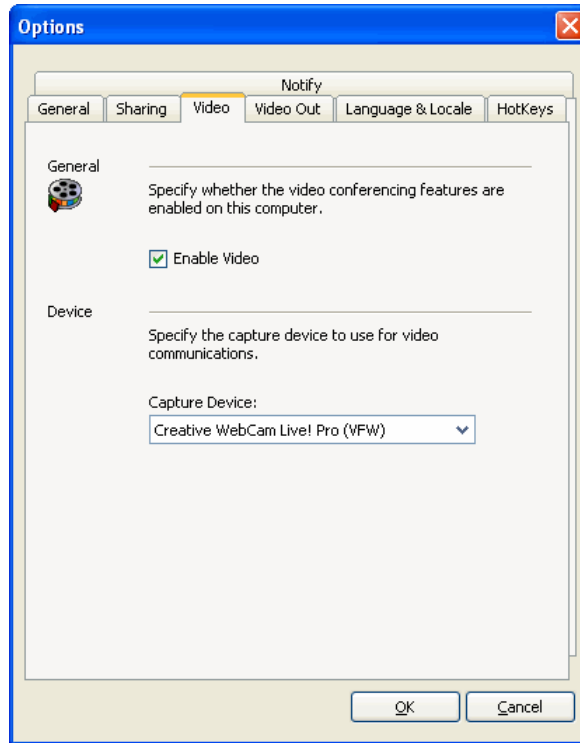 Options
Notify
General Sharing Video Video Out Language & Locale HotKeys
General
Specify whether the video conferencing features are
enabled on this computer.
Enable Video
Device
Specify the capture device to use for video
communications.
Capture Device:
Creative WebCam Live! Pro (VFW)
OK Cancel